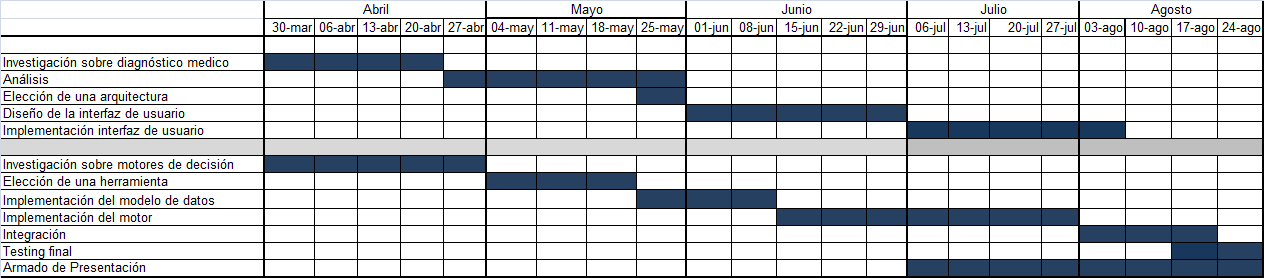 Abril Mayo Junio Julio Agosto
30-mar 06-abr 13-abr 20-abr 27-abr 04-may 11-may 18-may 25-may 01-jun 08-jun 15-jun 22-jun 29-jun 06-jul 13-jul 20-jul 27-jul 03-ago 10-ago 17-ago 24-ago
Investigación sobre diagnóstico medico
Análisis
Elección de una arquitectura
Diseño de la interfaz de usuario
Implementación interfaz de usuario
Investigación sobre motores de decisión
Elección de una herramienta
Implementación del modelo de datos
Implementación del motor
Integración
Testing final
Armado de Presentación